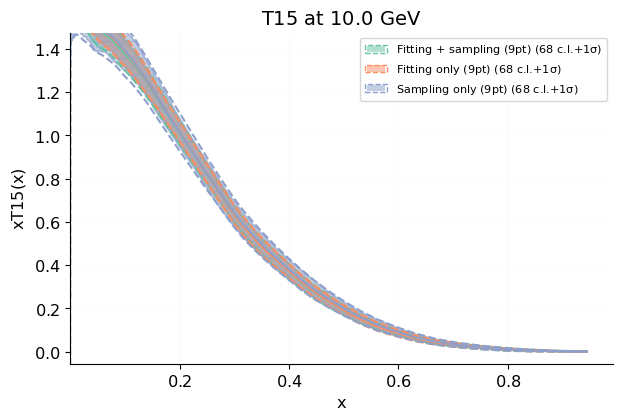 T15 at 10.0 GeV
Fitting + sampling (9pt) (68 c.l.+1σ)
Fitting only (9pt) (68 c.l.+1σ)
Sampling only (9pt) (68 c.l.+1σ)
xT15(x)
1.4
1.2
1.0
0.8
0.6
0.4
0.2
0.0
0.2 0.4 0.6 0.8
x